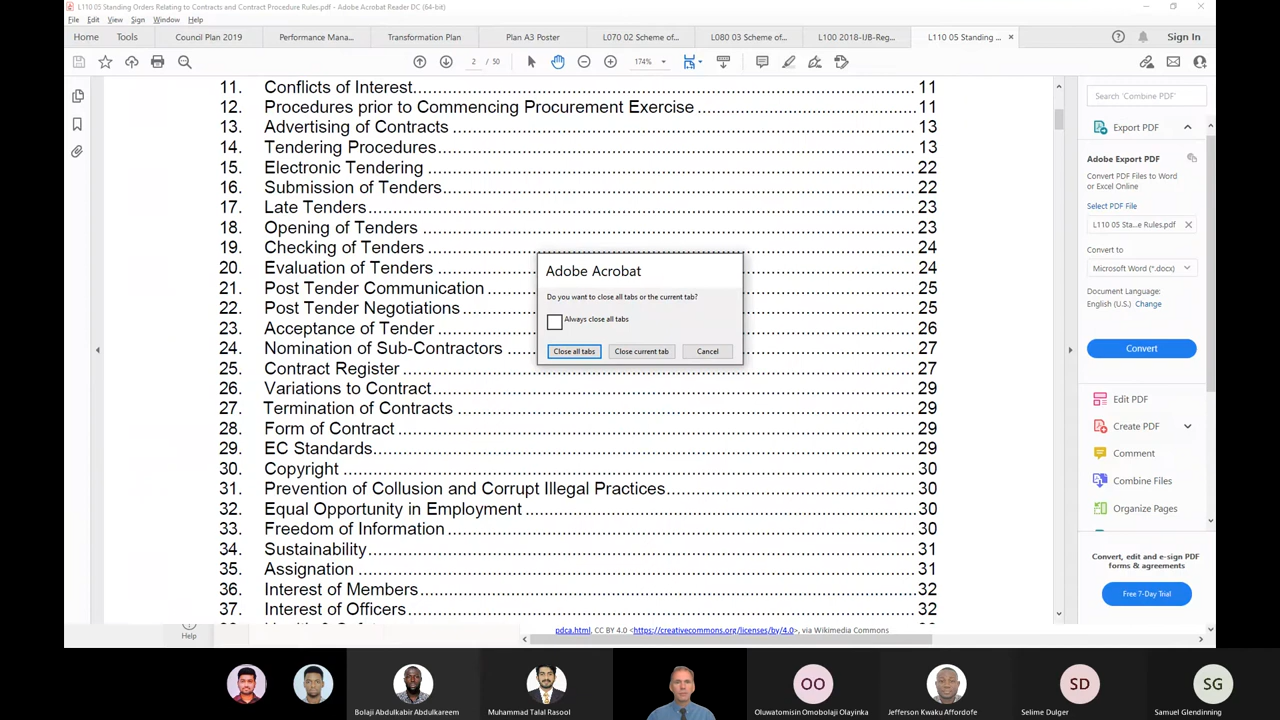 L110 05 Standing Orders Relating to Contracts and Contract Procedure Rules.pdf - Adobe Acrobat Reader DC (64-bit)
File Edit View Sign Window Help
Home Tools Council Plan 2019 Performance Mana... Transformation Plan Plan A3 Poster L070 02 Scheme of... L080 03 Scheme of... L100 2018-IJB-Reg... L110 05 Standing ... × Sign In
2 / 50 174%
11. Conflicts of Interest 11
12. Procedures prior to Commencing Procurement Exercise 11
13. Advertising of Contracts 13
14. Tendering Procedures 13
15. Electronic Tendering 22
16. Submission of Tenders 22
17. Late Tenders 23
18. Opening of Tenders 23
19. Checking of Tenders 24
20. Evaluation of Tenders 24
21. Post Tender Communication 25
22. Post Tender Negotiations 25
23. Acceptance of Tender 26
24. Nomination of Sub-Contractors 27
25. Contract Register 27
26. Variations to Contract 29
27. Termination of Contracts 29
28. Form of Contract 29
29. EC Standards 29
30. Copyright 30
31. Prevention of Collusion and Corrupt Illegal Practices 30
32. Equal Opportunity in Employment 30
33. Freedom of Information 30
34. Sustainability 31
35. Assignation 31
36. Interest of Members 32
37. Interest of Officers 32
Adobe Acrobat
Do you want to close all tabs or the current tab?
Always close all tabs
Close all tabs Close current tab Cancel
Search 'Combine PDF'
Export PDF
Adobe Export PDF
Convert PDF Files to Word
or Excel Online
Select PDF File
L110 05 Sta...e Rules.pdf
Convert to
Microsoft Word (*.docx)
Document Language:
English (U.S.) Change
Convert
Edit PDF
Create PDF
Comment
Combine Files
Organize Pages
Convert, edit and e-sign PDF
forms & agreements
Free 7-Day Trial
Help
pdca.html, CC BY 4.0 <https://creativecommons.org/licenses/by/4.0>, via Wikimedia Commons
OO SD SG
Bolaji Abdulkabir Abdulkareem Muhammad Talal Rasool Oluwatomisin Omobolaji Olayinka Jefferson Kwaku Affordofe Selime Dulger Samuel Glendinning